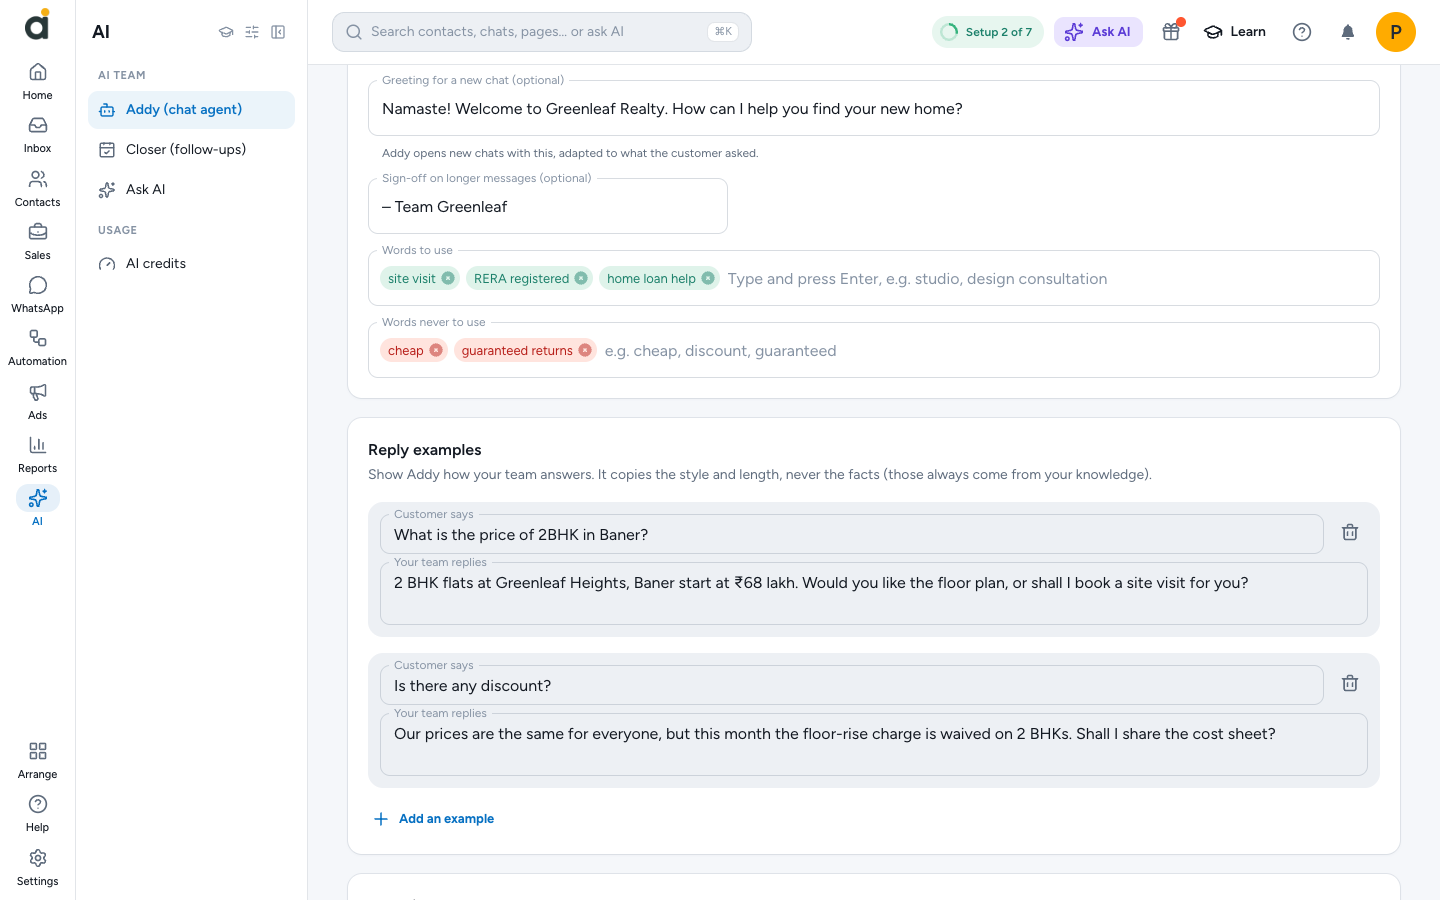 AI
Search contacts, chats, pages... or ask AI
⌘K
Setup 2 of 7
Ask AI
Learn
P
Home
Inbox
Contacts
Sales
WhatsApp
Automation
Ads
Reports
AI
Arrange
Help
Settings
AI TEAM
Addy (chat agent)
Closer (follow-ups)
Ask AI
USAGE
AI credits
Greeting for a new chat (optional)
Namaste! Welcome to Greenleaf Realty. How can I help you find your new home?
Addy opens new chats with this, adapted to what the customer asked.
Sign-off on longer messages (optional)
– Team Greenleaf
Words to use
site visit RERA registered home loan help Type and press Enter, e.g. studio, design consultation
Words never to use
cheap guaranteed returns e.g. cheap, discount, guaranteed
Reply examples
Show Addy how your team answers. It copies the style and length, never the facts (those always come from your knowledge).
Customer says
What is the price of 2BHK in Baner?
Your team replies
2 BHK flats at Greenleaf Heights, Baner start at ₹68 lakh. Would you like the floor plan, or shall I book a site visit for you?
Customer says
Is there any discount?
Your team replies
Our prices are the same for everyone, but this month the floor-rise charge is waived on 2 BHKs. Shall I share the cost sheet?
Add an example